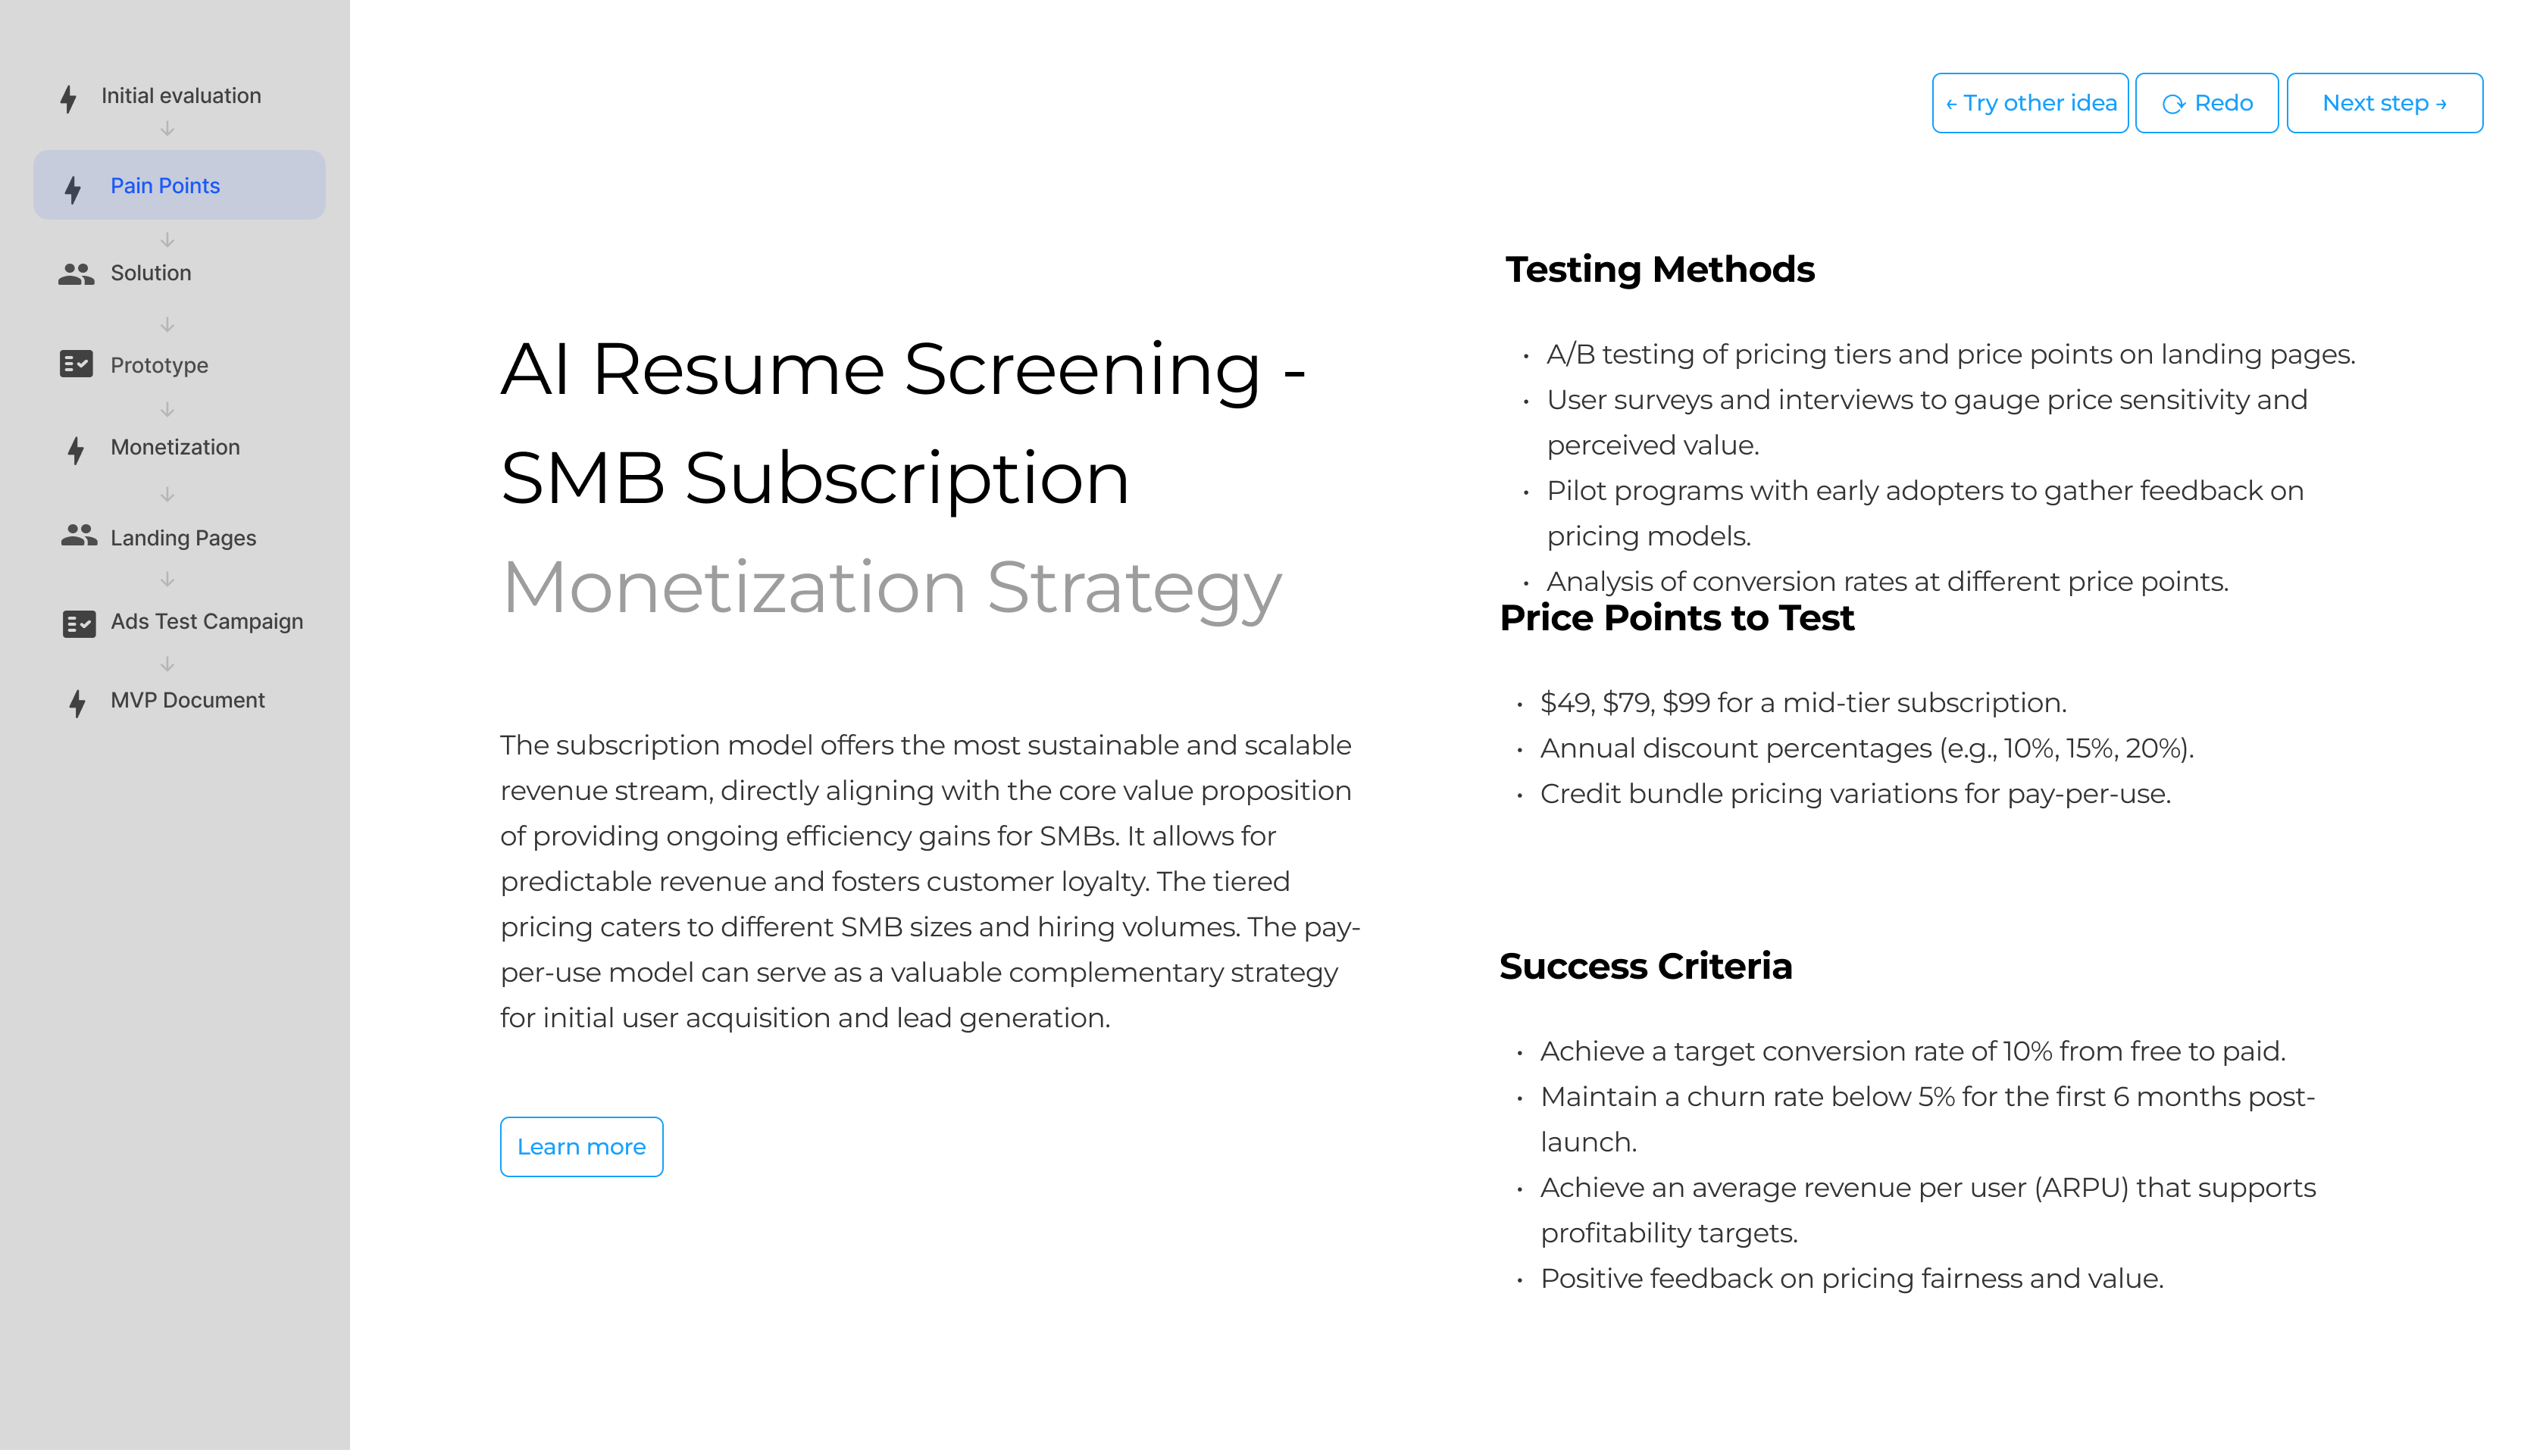 Initial evaluation
Pain Points
Solution
Prototype
Monetization
Landing Pages
Ads Test Campaign
MVP Document
← Try other idea
Redo
Next step →
AI Resume Screening -
SMB Subscription
Monetization Strategy
The subscription model offers the most sustainable and scalable
revenue stream, directly aligning with the core value proposition
of providing ongoing efficiency gains for SMBs. It allows for
predictable revenue and fosters customer loyalty. The tiered
pricing caters to different SMB sizes and hiring volumes. The pay-
per-use model can serve as a valuable complementary strategy
for initial user acquisition and lead generation.
Learn more
Testing Methods
• A/B testing of pricing tiers and price points on landing pages.
• User surveys and interviews to gauge price sensitivity and
perceived value.
• Pilot programs with early adopters to gather feedback on
pricing models.
• Analysis of conversion rates at different price points.
Price Points to Test
• $49, $79, $99 for a mid-tier subscription.
• Annual discount percentages (e.g., 10%, 15%, 20%).
• Credit bundle pricing variations for pay-per-use.
Success Criteria
• Achieve a target conversion rate of 10% from free to paid.
• Maintain a churn rate below 5% for the first 6 months post-
launch.
• Achieve an average revenue per user (ARPU) that supports
profitability targets.
• Positive feedback on pricing fairness and value.